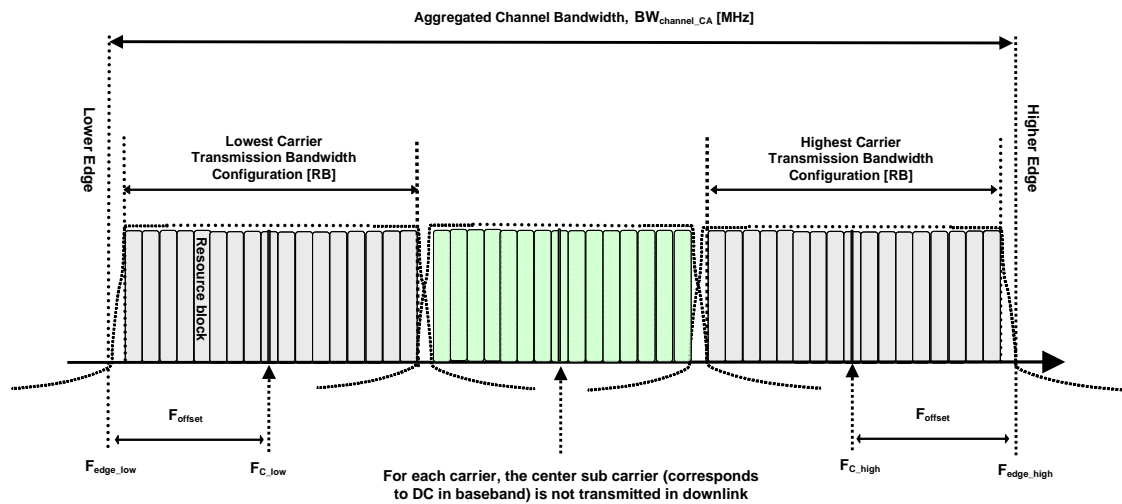 Aggregated Channel Bandwidth, BWchannel_CA [MHz]
Lower Edge
Lowest Carrier
Transmission Bandwidth
Configuration [RB]
Highest Carrier
Transmission Bandwidth
Configuration [RB]
Higher Edge
Resource block
Foffset
Foffset
Fedge_low
FC_low
FC_high
Fedge_high
For each carrier, the center sub carrier (corresponds
to DC in baseband) is not transmitted in downlink